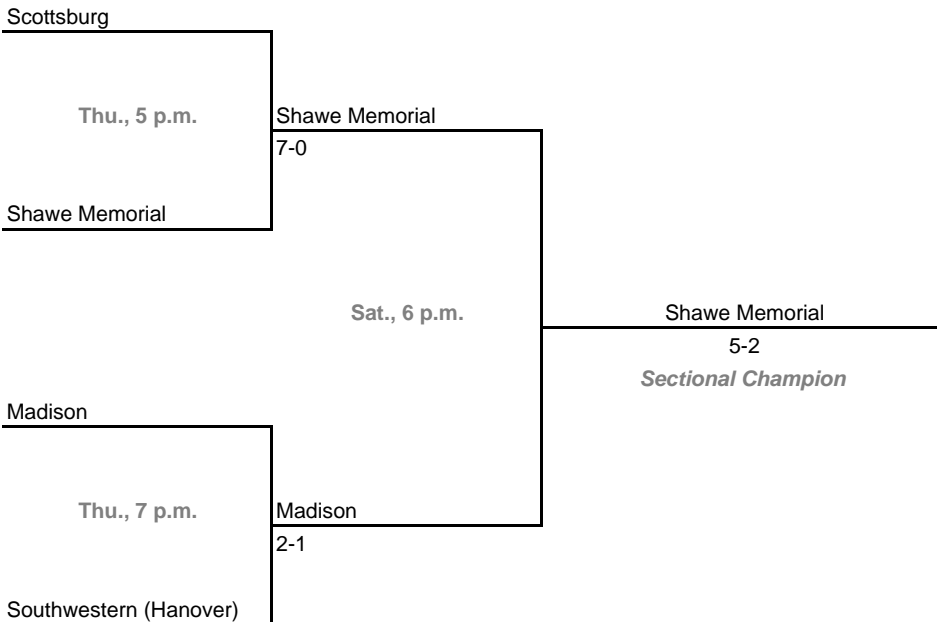 Scottsburg
Thu., 5 p.m.
Shawe Memorial
7-0
Shawe Memorial
Sat., 6 p.m.
Shawe Memorial
5-2
Sectional Champion
Madison
Thu., 7 p.m.
Madison
2-1
Southwestern (Hanover)